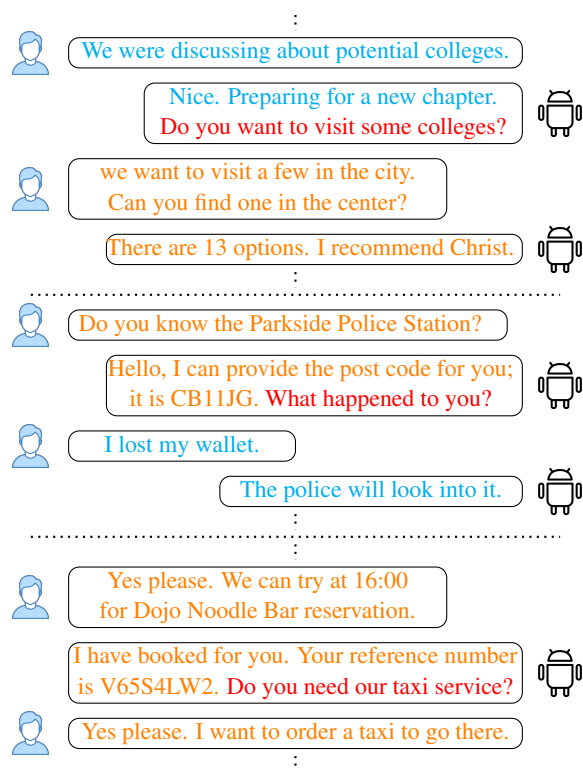 We were discussing about potential colleges.
Nice. Preparing for a new chapter.
Do you want to visit some colleges?
we want to visit a few in the city.
Can you find one in the center?
There are 13 options. I recommend Christ.
Do you know the Parkside Police Station?
Hello, I can provide the post code for you;
it is CB11JG. What happened to you?
I lost my wallet.
The police will look into it.
Yes please. We can try at 16:00
for Dojo Noodle Bar reservation.
I have booked for you. Your reference number
is V65S4LW2. Do you need our taxi service?
Yes please. I want to order a taxi to go there.